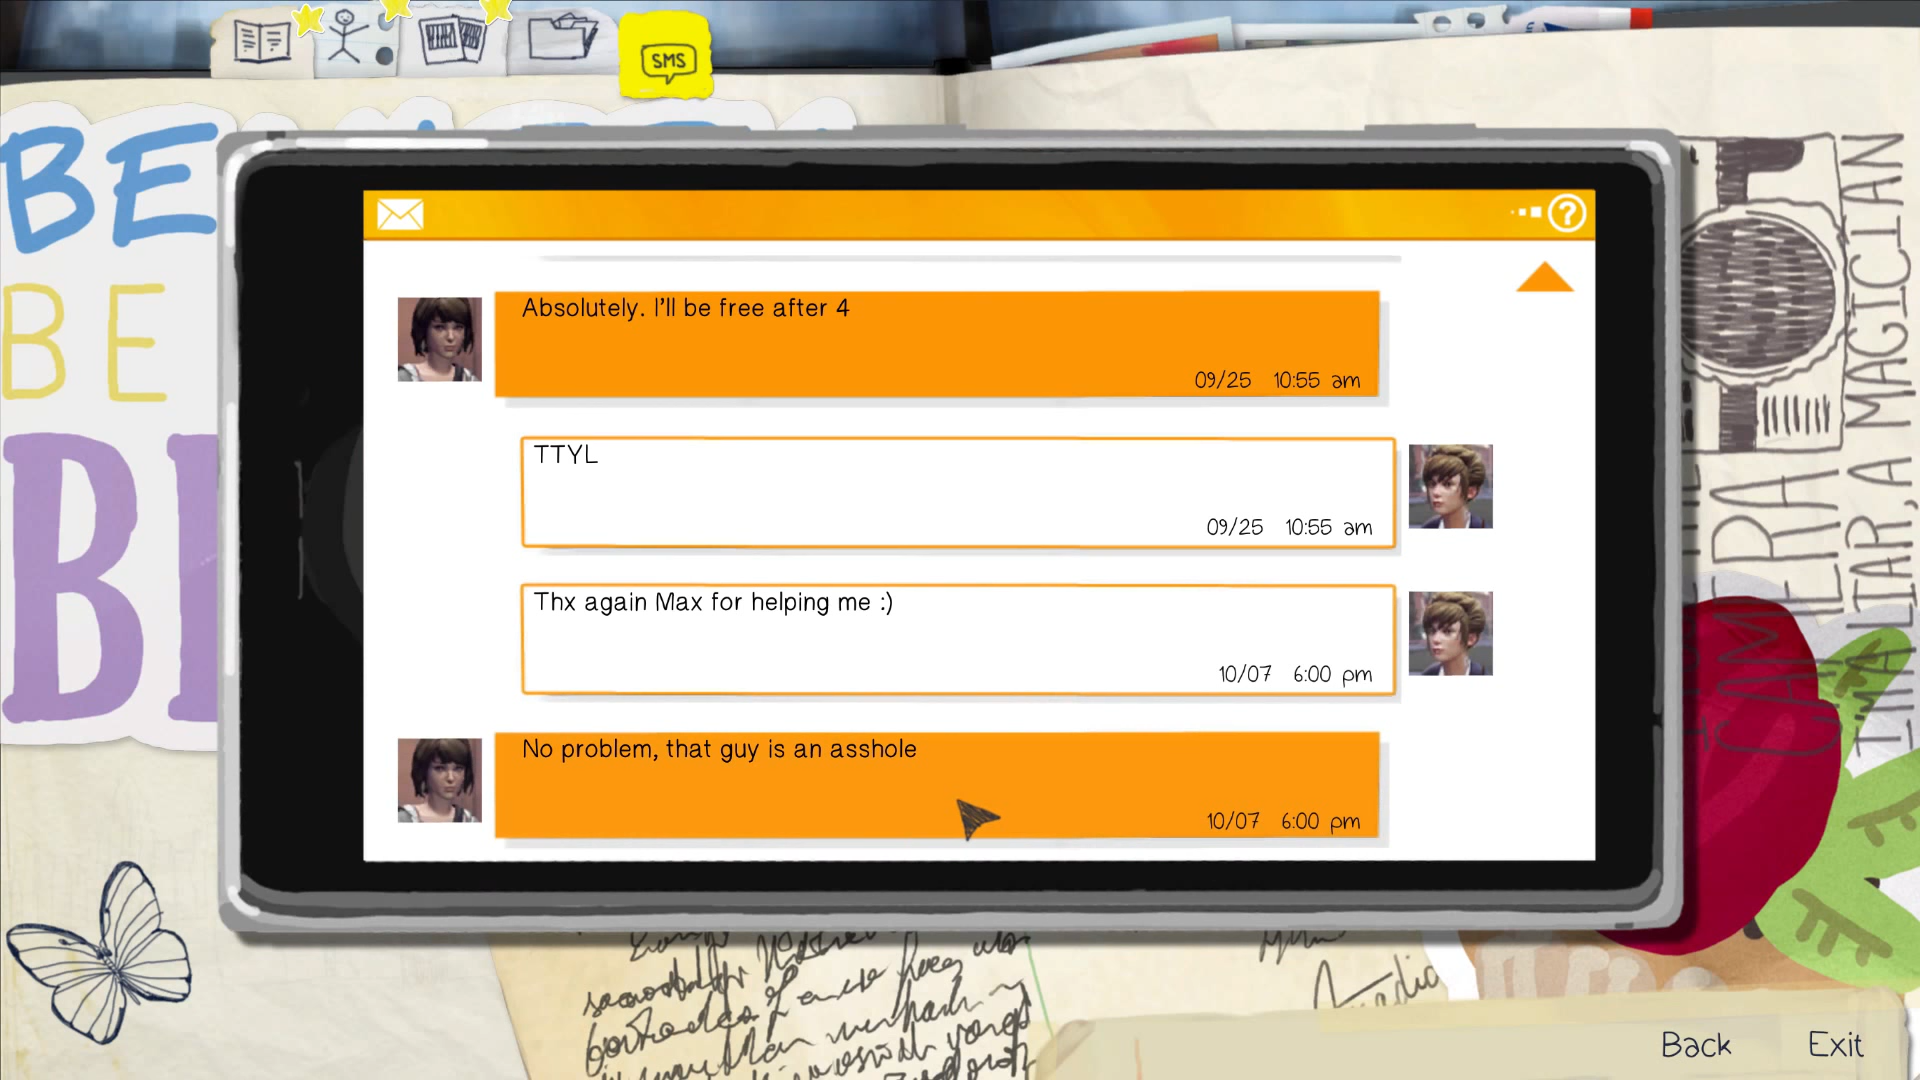 SMS
BE
BE
?
Absolutely. I'll be free after 4
09/25 10:55 am
TTYL
09/25 10:55 am
Thx again Max for helping me :)
10/07 6:00 pm
No problem, that guy is an asshole
10/07 6:00 pm
CAMERA
I'M A LIAR, A MAGICIAN
Back
Exit